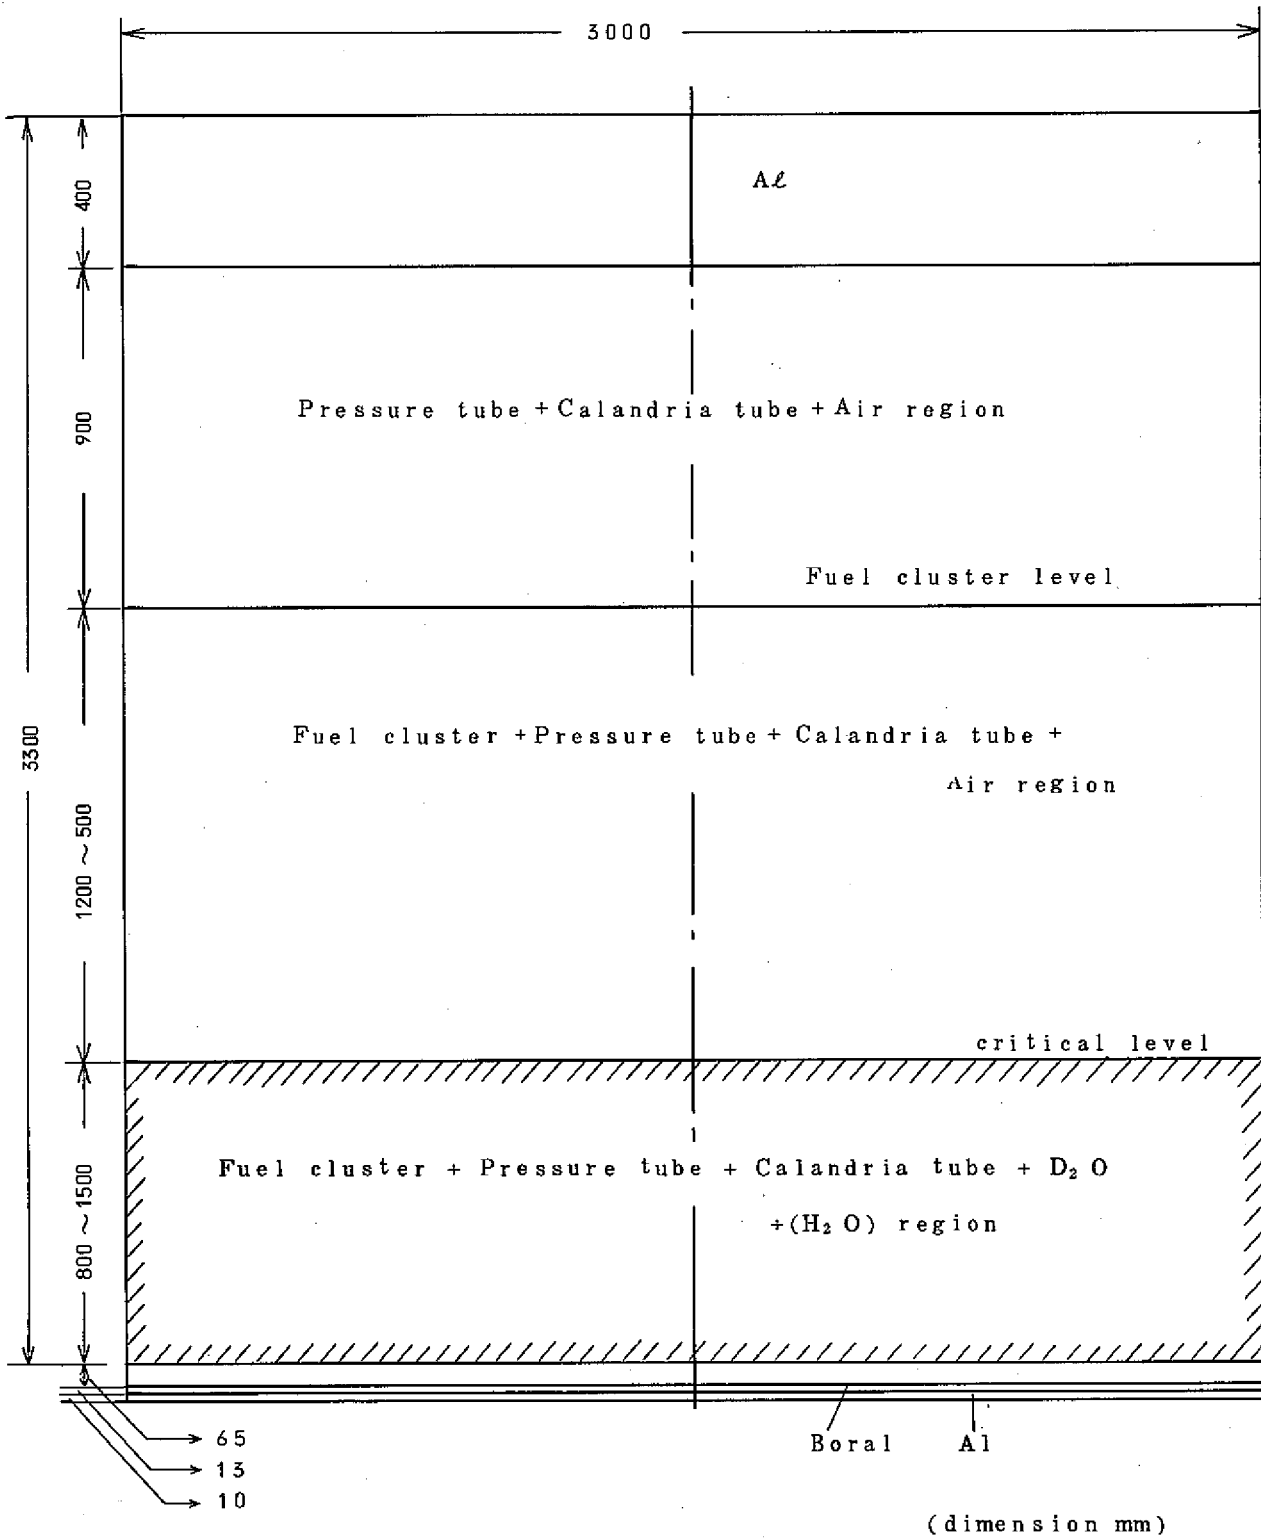 3000
400
Aℓ
900
Pressure tube + Calandria tube + Air region
Fuel cluster level
3300
1200 ~ 500
Fuel cluster + Pressure tube + Calandria tube +
Air region
critical level
800 ~ 1500
Fuel cluster + Pressure tube + Calandria tube + D₂ O
+ (H₂ O) region
65
13
10
Boral
Al
(dimension mm)